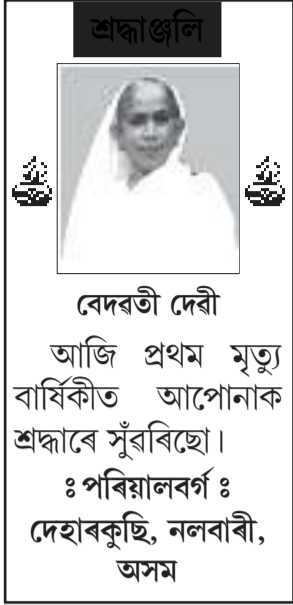 শ্ৰদ্ধাঞ্জলি
বেদৱতী দেৱী
আজি প্ৰথম মৃত্যু
বাৰ্ষিকীত আপোনাক
শ্ৰদ্ধাৰে সুঁৱৰিছো।
ঃ পৰিয়ালবৰ্গ ঃ
দেহাৰকুছি, নলবাৰী,
অসম